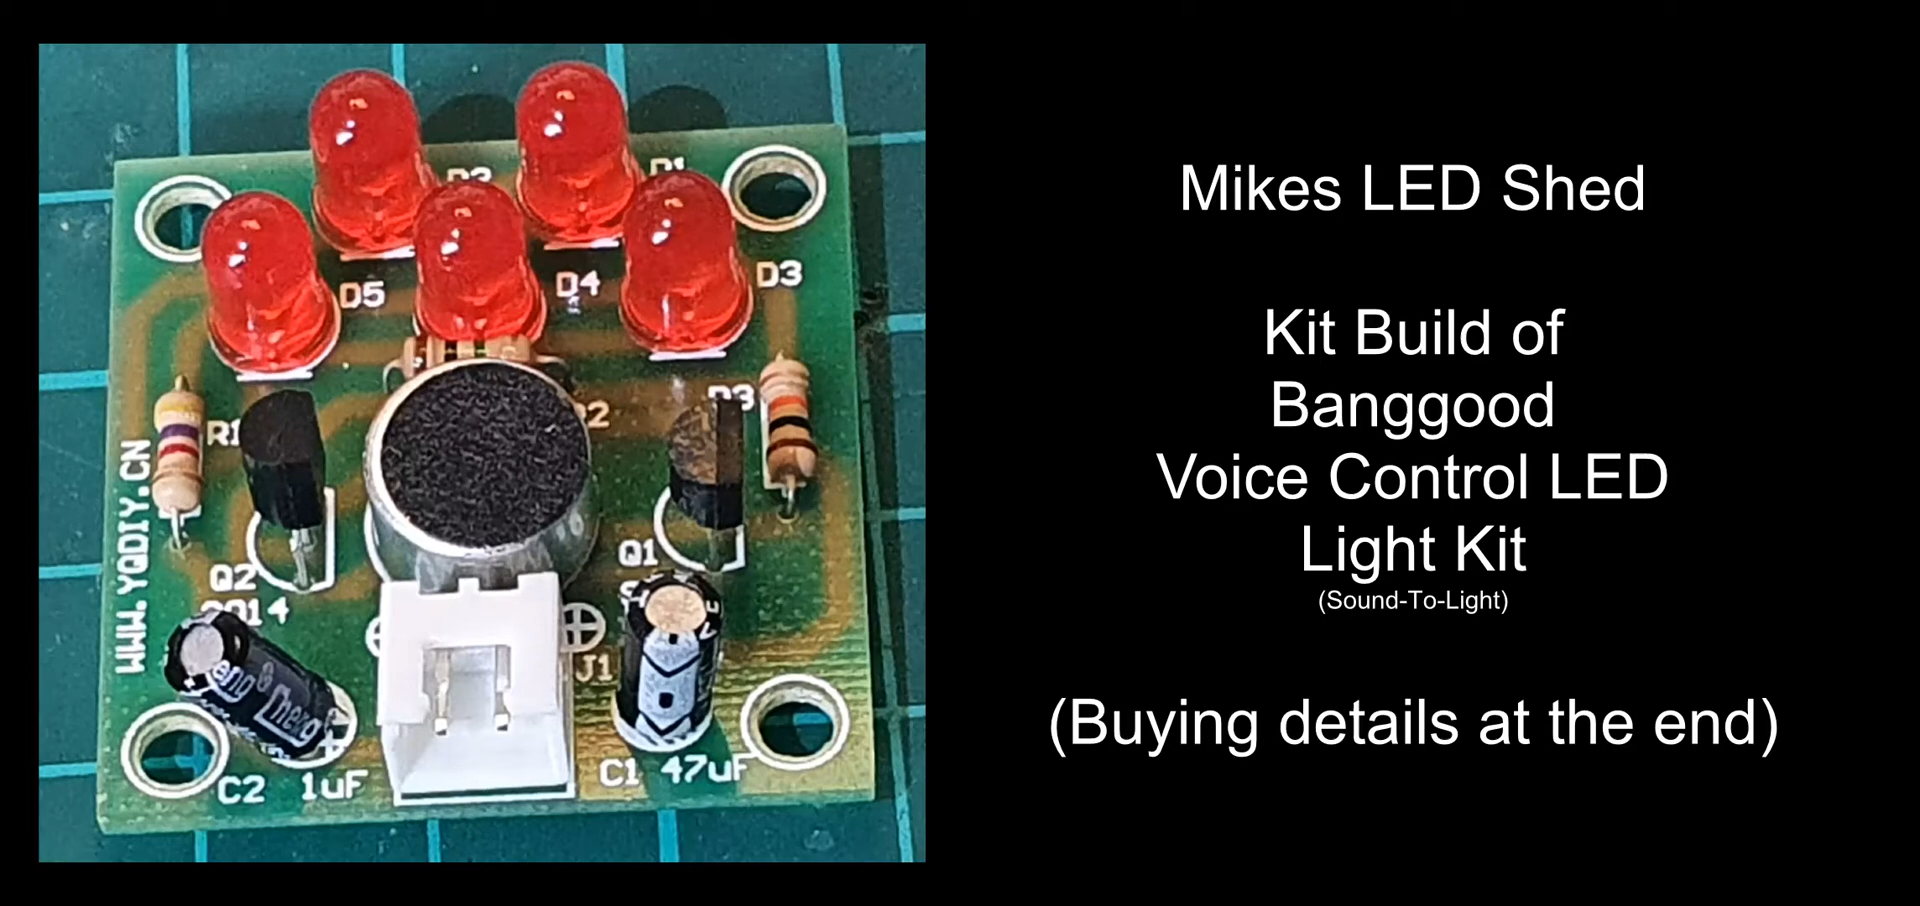 Mikes LED Shed
Kit Build of
Banggood
Voice Control LED
Light Kit
(Sound-To-Light)
(Buying details at the end)
D5
D4
D3
R1
WWW.YQDIY.CN
Q2
Q1
J1
C2 1uF
C1 47uF